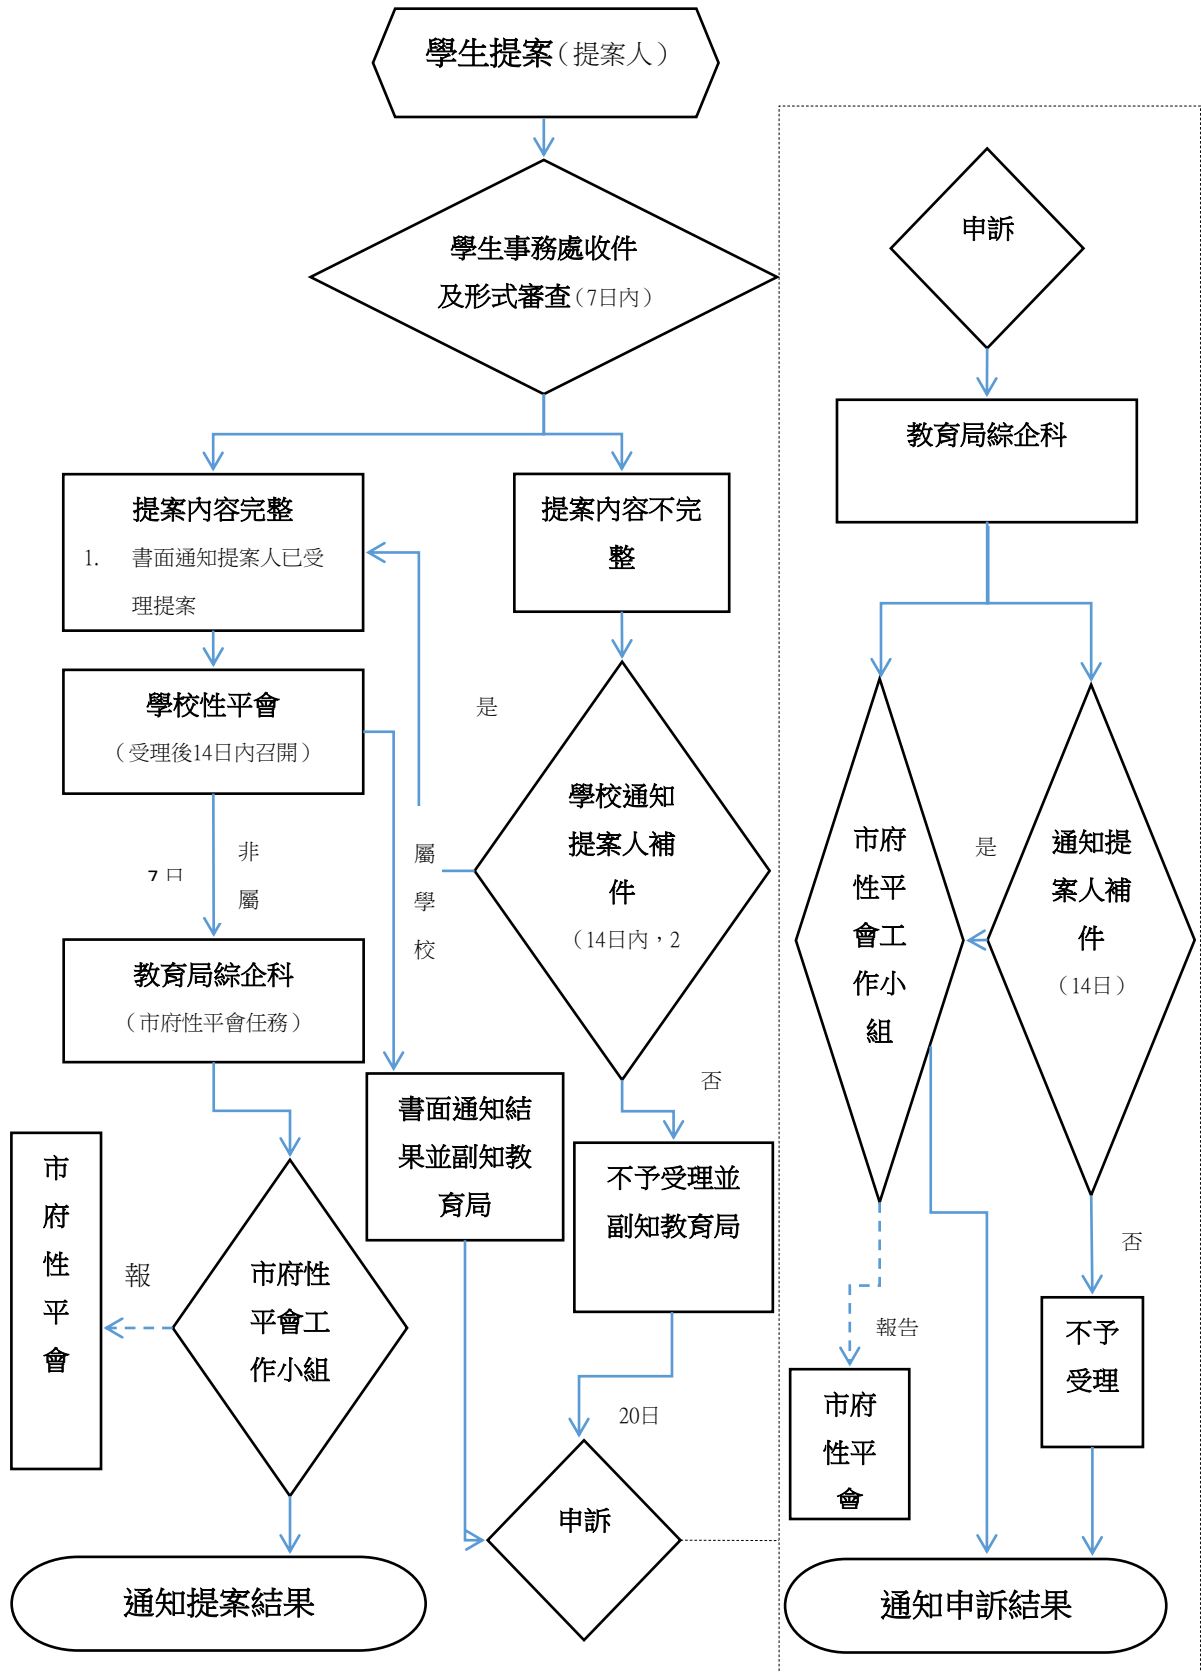 學生提案（提案人）
學生事務處收件
及形式審查（7日內）
提案內容完整
1. 書面通知提案人已受
理提案
提案內容不完
整
學校性平會
（受理後14日內召開）
是
學校通知
提案人補
件
（14日內，2
非
屬
7 日
屬
學
校
教育局綜企科
（市府性平會任務）
否
書面通知結
果並副知教
育局
不予受理並
副知教育局
市
府
性
平
會
報
市府性
平會工
作小組
20日
申訴
通知提案結果
申訴
教育局綜企科
市府
性平
會工
作小
組
是
通知提
案人補
件
（14日）
否
報告
不予
受理
市府
性平
會
通知申訴結果